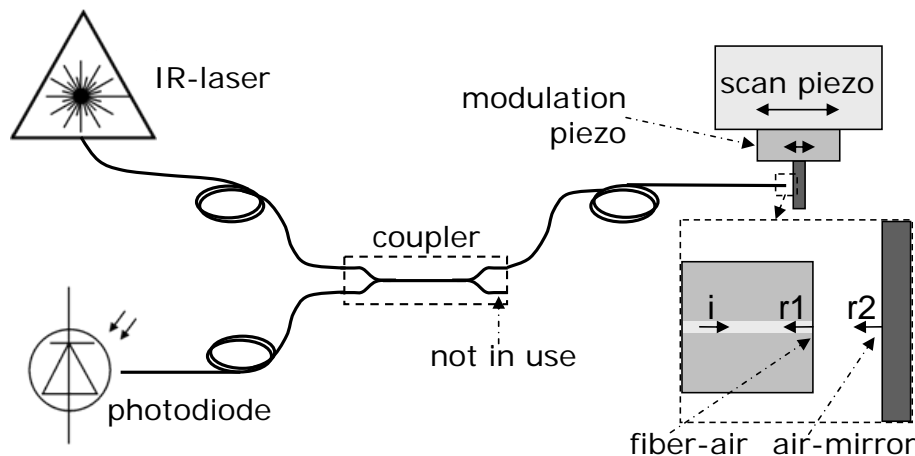 IR-laser
scan piezo
modulation
piezo
coupler
i
r1
r2
not in use
photodiode
fiber-air
air-mirror